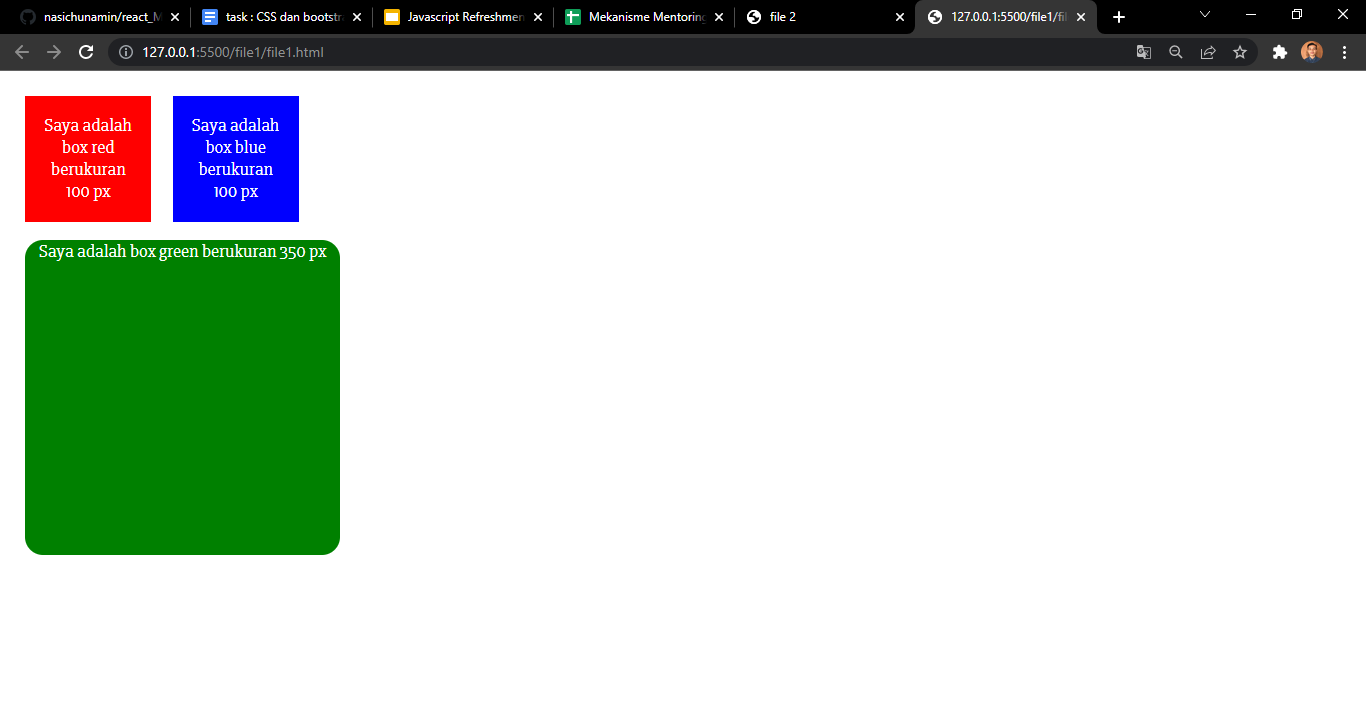 nasichunamin/react_M
task : CSS dan bootstra
Javascript Refreshmen
Mekanisme Mentoring
file 2
127.0.0.1:5500/file1/fil
127.0.0.1:5500/file1/file1.html
Saya adalah
box red
berukuran
100 px
Saya adalah
box blue
berukuran
100 px
Saya adalah box green berukuran 350 px